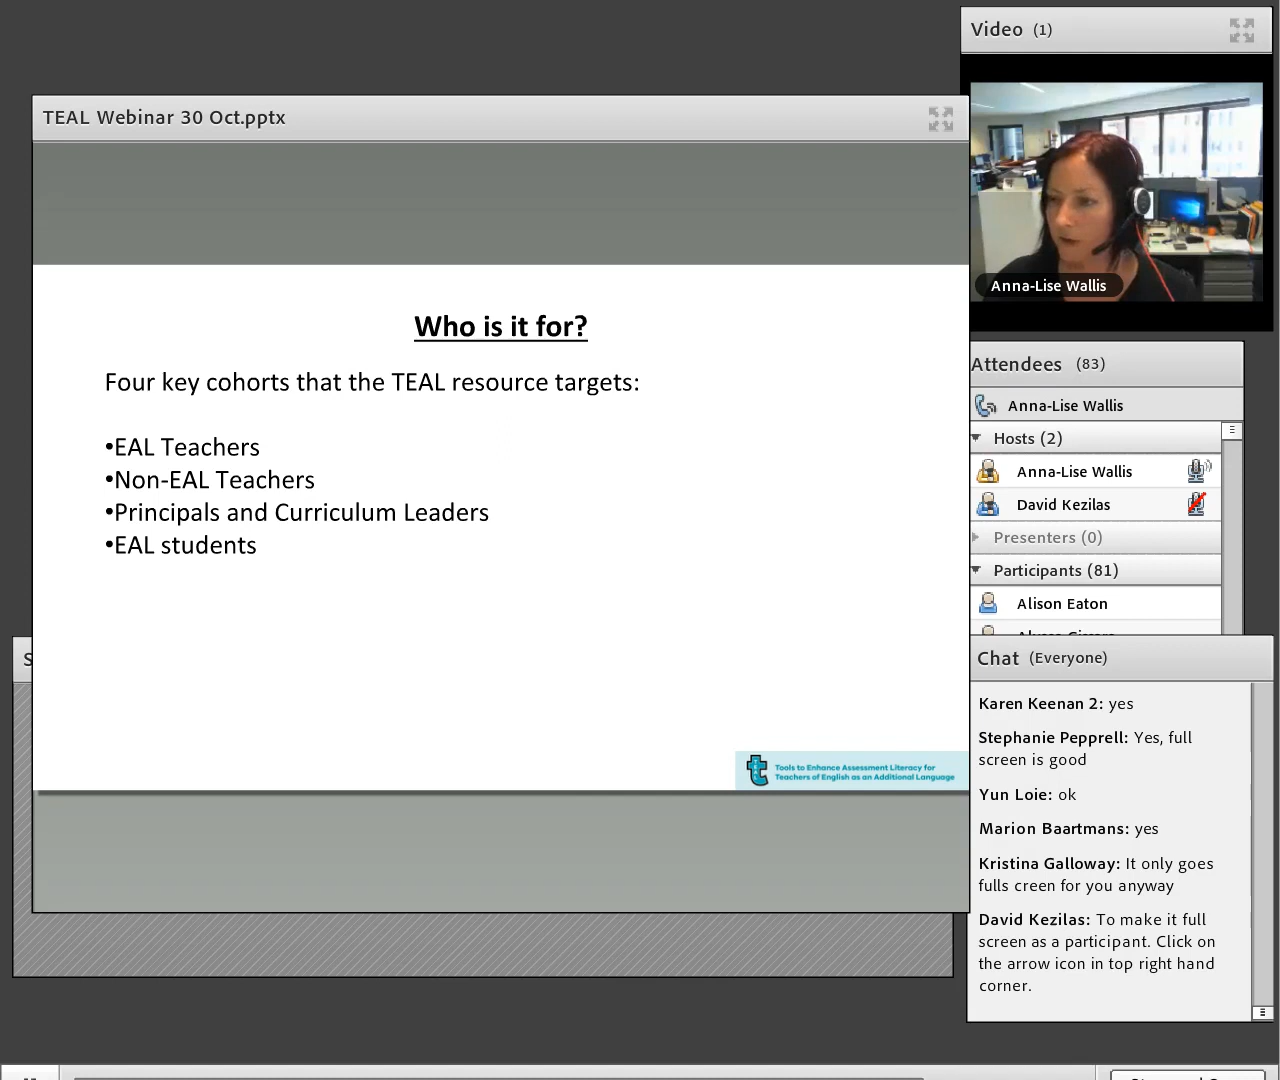 Video (1)
TEAL Webinar 30 Oct.pptx
Anna-Lise Wallis
Who is it for?
Four key cohorts that the TEAL resource targets:
•EAL Teachers
•Non-EAL Teachers
•Principals and Curriculum Leaders
•EAL students
Tools to Enhance Assessment Literacy for
Teachers of English as an Additional Language
Attendees (83)
Anna-Lise Wallis
Hosts (2)
Anna-Lise Wallis
David Kezilas
Presenters (0)
Participants (81)
Alison Eaton
Chat (Everyone)
Karen Keenan 2: yes
Stephanie Pepprell: Yes, full
screen is good
Yun Loie: ok
Marion Baartmans: yes
Kristina Galloway: It only goes
fulls creen for you anyway
David Kezilas: To make it full
screen as a participant. Click on
the arrow icon in top right hand
corner.